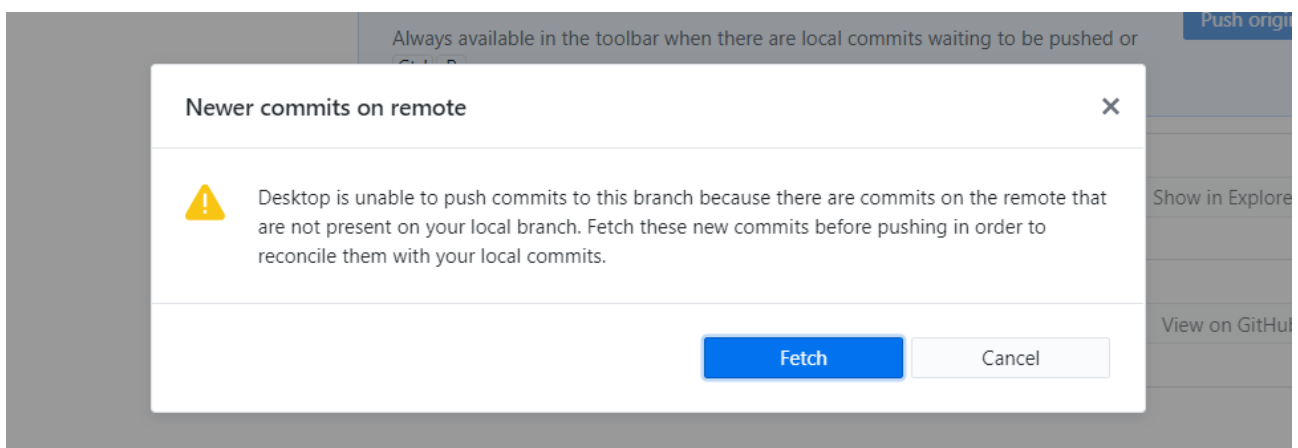 Push origi
Always available in the toolbar when there are local commits waiting to be pushed or
Newer commits on remote
Desktop is unable to push commits to this branch because there are commits on the remote that
are not present on your local branch. Fetch these new commits before pushing in order to
reconcile them with your local commits.
Show in Explore
View on GitHub
Fetch
Cancel